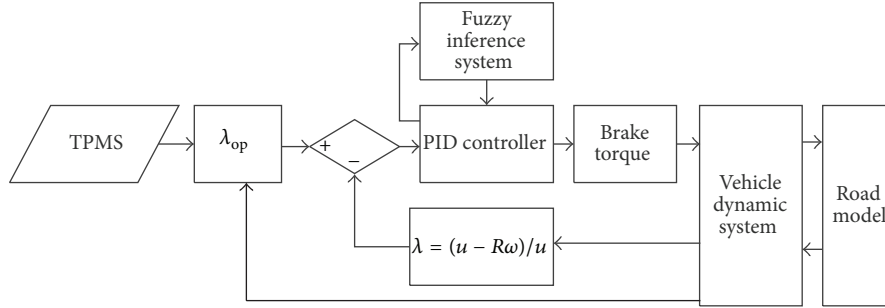 Fuzzy
inference
system
TPMS
λop
+
−
PID controller
Brake
torque
Vehicle
dynamic
system
Road
model
λ = (u − Rω)/u